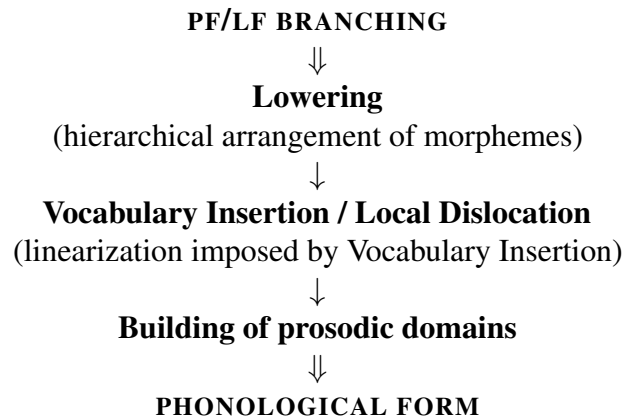 PF/LF BRANCHING
⇓
Lowering
(hierarchical arrangement of morphemes)
↓
Vocabulary Insertion / Local Dislocation
(linearization imposed by Vocabulary Insertion)
↓
Building of prosodic domains
⇓
PHONOLOGICAL FORM